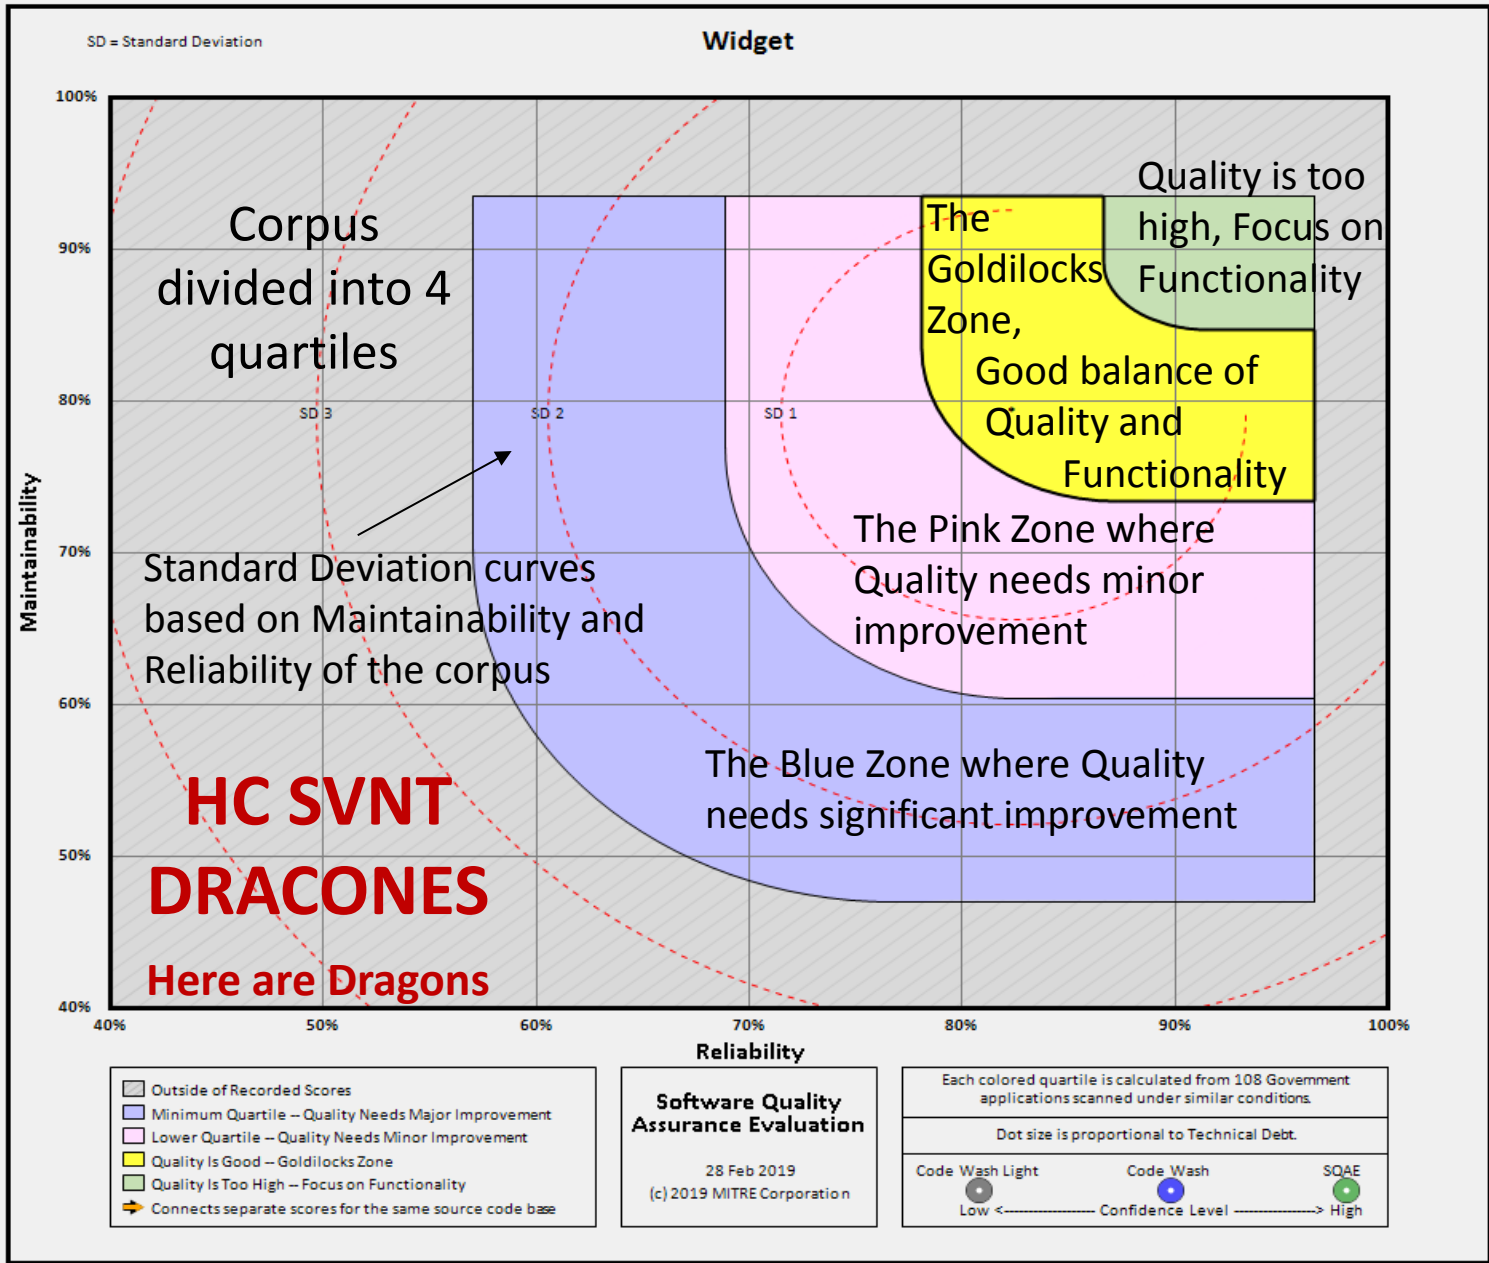 SD = Standard Deviation
Widget
100%
90%
80%
70%
60%
50%
40%
Maintainability
Corpus
divided into 4
quartiles
Quality is too
high, Focus on
Functionality
The
Goldilocks
Zone,
Good balance of
Quality and
Functionality
SD 3
SD 2
SD 1
The Pink Zone where
Quality needs minor
improvement
Standard Deviation curves
based on Maintainability and
Reliability of the corpus
The Blue Zone where Quality
needs significant improvement
HC SVNT
DRACONES
Here are Dragons
40%
50%
60%
70%
80%
90%
100%
Reliability
Outside of Recorded Scores
Minimum Quartile -- Quality Needs Major Improvement
Lower Quartile -- Quality Needs Minor Improvement
Quality Is Good -- Goldilocks Zone
Quality Is Too High -- Focus on Functionality
Connects separate scores for the same source code base
Software Quality
Assurance Evaluation
28 Feb 2019
(c) 2019 MITRE Corporation
Each colored quartile is calculated from 108 Government
applications scanned under similar conditions.
Dot size is proportional to Technical Debt.
Code Wash Light Code Wash SQAE
Low <------------------- Confidence Level -----------------> High